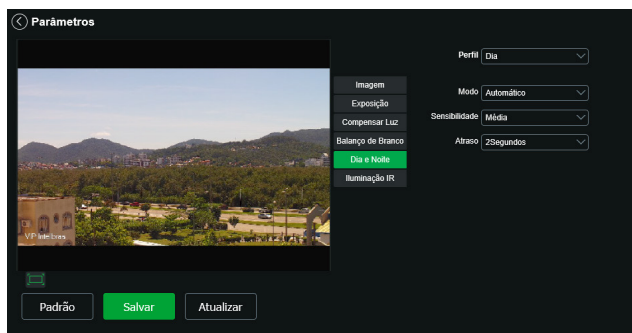 Parâmetros
Perfil Dia
Imagem
Modo Automático
Exposição
Compensar Luz
Sensibilidade Média
Balanço de Branco
Atraso 2Segundos
Dia e Noite
Iluminação IR
VIP Intelbras
Padrão Salvar Atualizar